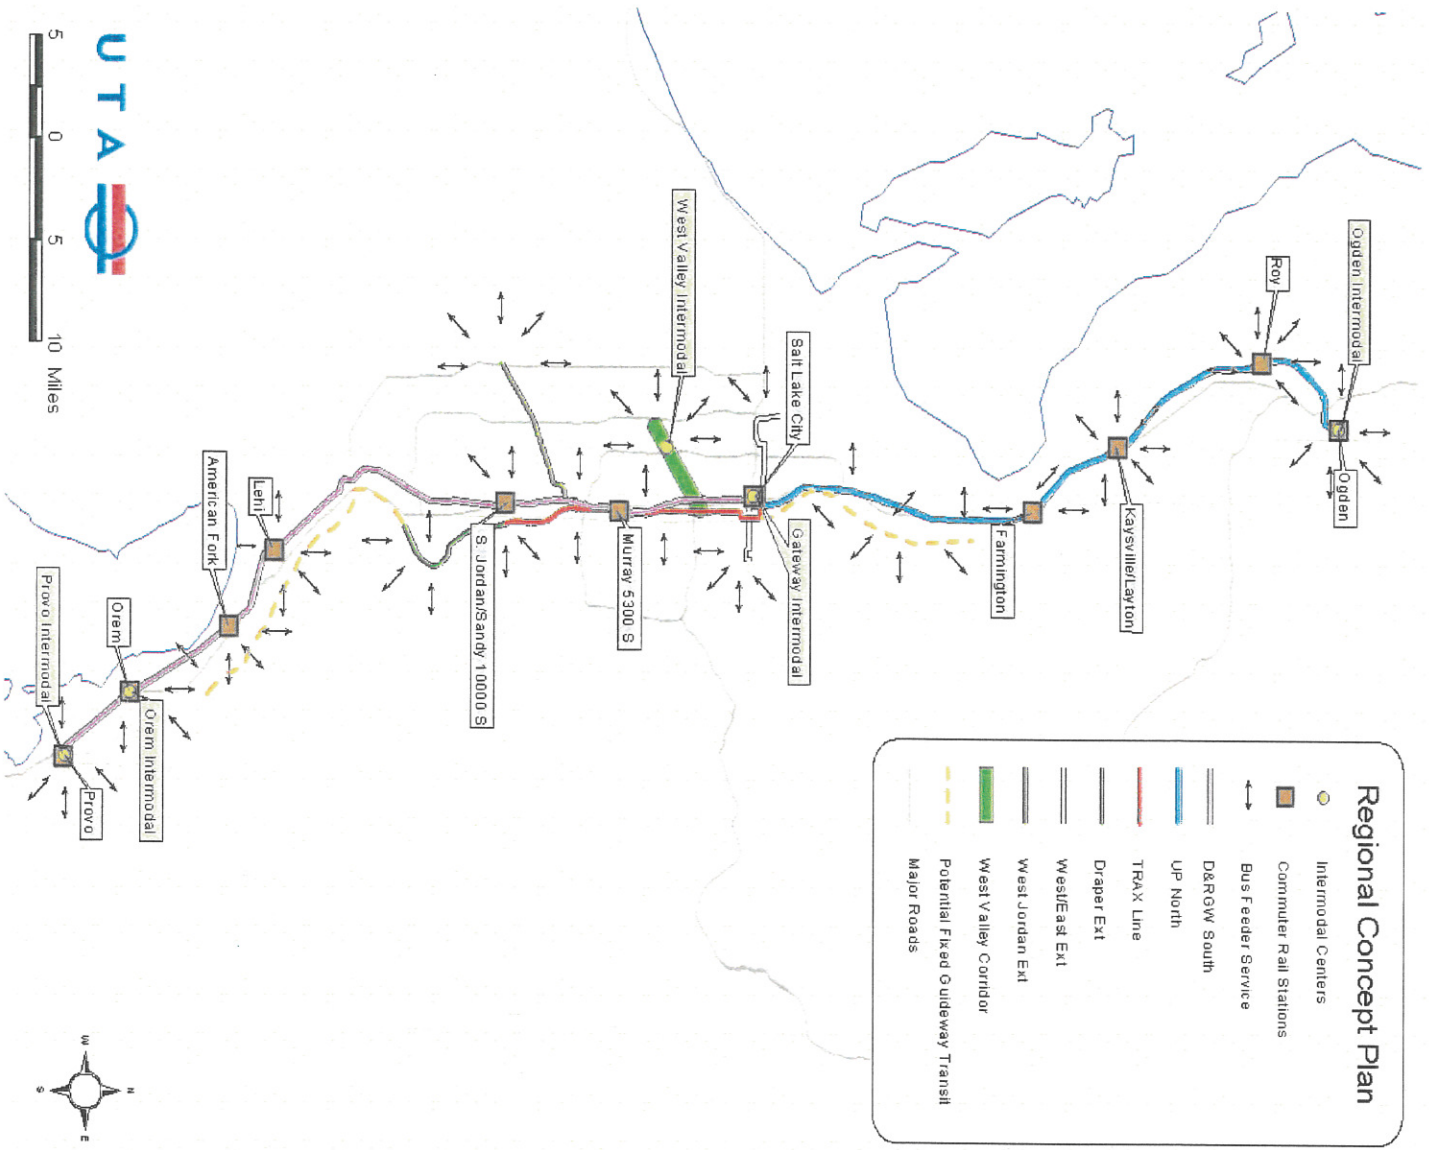 Regional Concept Plan
Intermodal Centers
Commuter Rail Stations
Bus Feeder Service
D&RGW South
UP North
TRAX Line
Draper Ext
West/East Ext
West Jordan Ext
West Valley Corridor
Potential Fixed Guideway Transit
Major Roads
Ogden Intermodal
Ogden
Roy
Kaysville/Layton
Farmington
Salt Lake City
Gateway Intermodal
West Valley Intermodal
Murray 5300 S
S. Jordan/Sandy 10000 S
Lehi
American Fork
Orem
Orem Intermodal
Provo Intermodal
Provo
UTA
5 0 5 10 Miles
N
W
E
S